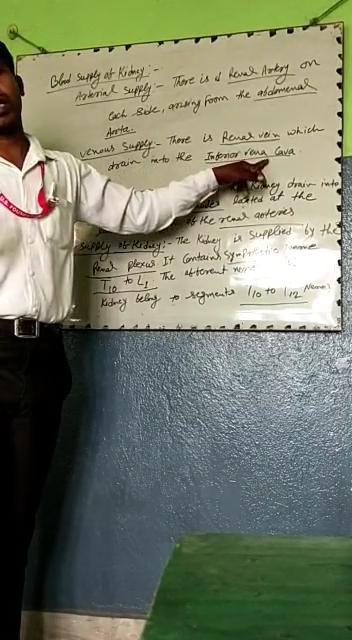 Blood Supply of Kidney :-
Arterial Supply :- There is 1 Renal Artery on
Each side, arising from the abdomenal
Aorta.
Venous Supply - There is Renal vein which
drain into the Inferior vena Cava.
Kidney drain into
located at the
of the renal arteries
Supply of Kidney :- The Kidney is supplied by the
Renal plexus. It contains Sympathetic
T10 to L1 The afferent
Kidney belong to segments T10 to T12 Nerves